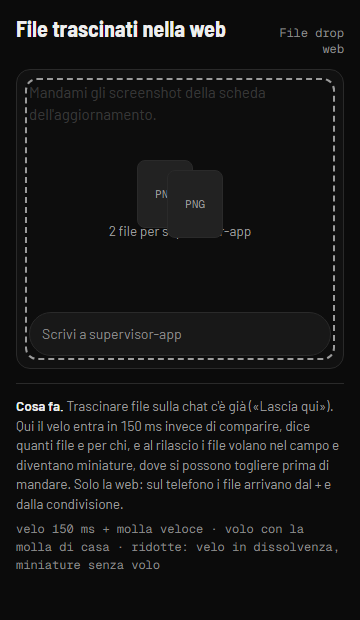 File trascinati nella web
File drop
web
Mandami gli screenshot della scheda
dell'aggiornamento.
PNG
2 file per s r-app
Scrivi a supervisor-app
Cosa fa. Trascinare file sulla chat c'è già («Lascia qui»).
Qui il velo entra in 150 ms invece di comparire, dice
quanti file e per chi, e al rilascio i file volano nel campo e
diventano miniature, dove si possono togliere prima di
mandare. Solo la web: sul telefono i file arrivano dal + e
dalla condivisione.
velo 150 ms + molla veloce · volo con la
molla di casa · ridotte: velo in dissolvenza,
miniature senza volo